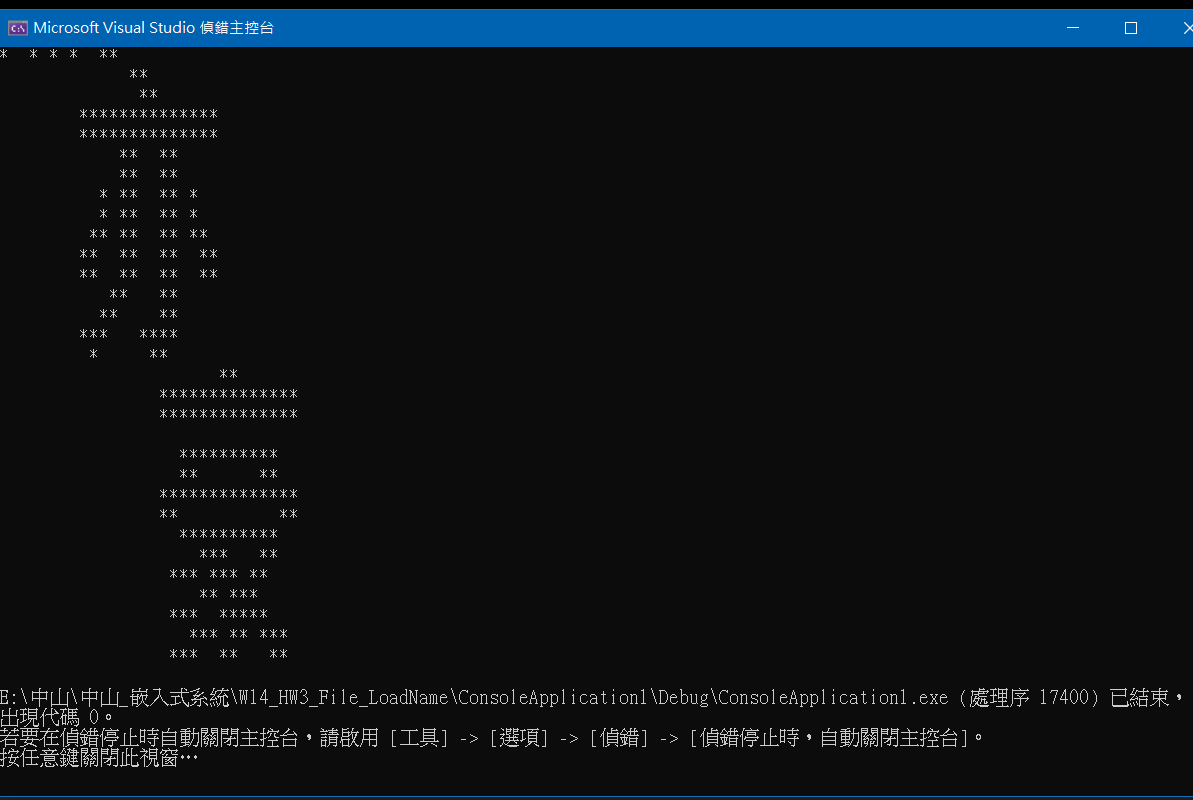 Microsoft Visual Studio 偵錯主控台
*  * * *  **
             **
              **
        **************
        **************
            **  **
            **  **
          * **  ** *
          * **  ** *
         ** **  ** **
        **  **  **  **
        **  **  **  **
           **   **
          **    **
        ***   ****
         *     **
                      **
                **************
                **************

                  **********
                  **      **
                **************
                **          **
                  **********
                    ***   **
                 *** *** **
                    ** ***
                 ***  *****
                   *** ** ***
                 ***  **   **
E:\中山\中山_嵌入式系統\W14_HW3_File_LoadName\ConsoleApplication1\Debug\ConsoleApplication1.exe (處理序 17400) 已結束，
出現代碼 0。
若要在偵錯停止時自動關閉主控台，請啟用 [工具] -> [選項] -> [偵錯] -> [偵錯停止時，自動關閉主控台]。
按任意鍵關閉此視窗…